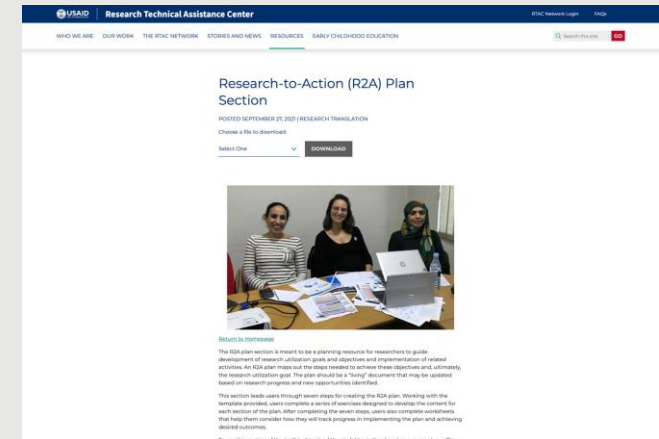 USAID Research Technical Assistance Center
RTAC Network Login FAQs
WHO WE ARE OUR WORK THE RTAC NETWORK STORIES AND NEWS RESOURCES EARLY CHILDHOOD EDUCATION
Search this site GO
Research-to-Action (R2A) Plan
Section
POSTED SEPTEMBER 27, 2021 | RESEARCH TRANSLATION
Choose a file to download:
Select One DOWNLOAD
Return to Homepage
The R2A plan section is meant to be a planning resource for researchers to guide
development of research utilization goals and objectives and implementation of related
activities. An R2A plan maps out the steps needed to achieve these objectives and, ultimately,
the research utilization goal. The plan should be a "living" document that may be updated
based on research progress and new opportunities identified.
This section leads users through seven steps for creating the R2A plan. Working with the
template provided, users complete a series of exercises designed to develop the content for
each section of the plan. After completing the seven steps, users also complete worksheets
that help them consider how they will track progress in implementing the plan and achieving
desired outcomes.